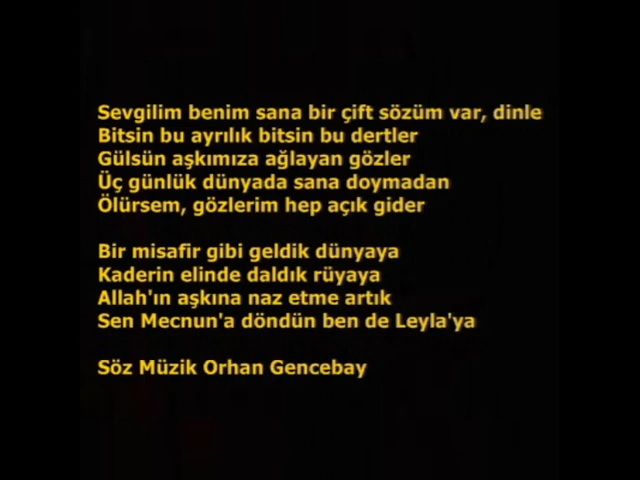 Sevgilim benim sana bir çift sözüm var, dinle
Bitsin bu ayrılık bitsin bu dertler
Gülsün aşkımıza ağlayan gözler
Üç günlük dünyada sana doymadan
Ölürsem, gözlerim hep açık gider
Bir misafir gibi geldik dünyaya
Kaderin elinde daldık rüyaya
Allah'ın aşkına naz etme artık
Sen Mecnun'a döndün ben de Leyla'ya
Söz Müzik Orhan Gencebay